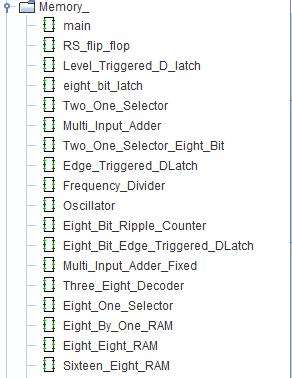 Memory_
main
RS_flip_flop
Level_Triggered_D_latch
eight_bit_latch
Two_One_Selector
Multi_Input_Adder
Two_One_Selector_Eight_Bit
Edge_Triggered_DLatch
Frequency_Divider
Oscillator
Eight_Bit_Ripple_Counter
Eight_Bit_Edge_Triggered_DLatch
Multi_Input_Adder_Fixed
Three_Eight_Decoder
Eight_One_Selector
Eight_By_One_RAM
Eight_Eight_RAM
Sixteen_Eight_RAM